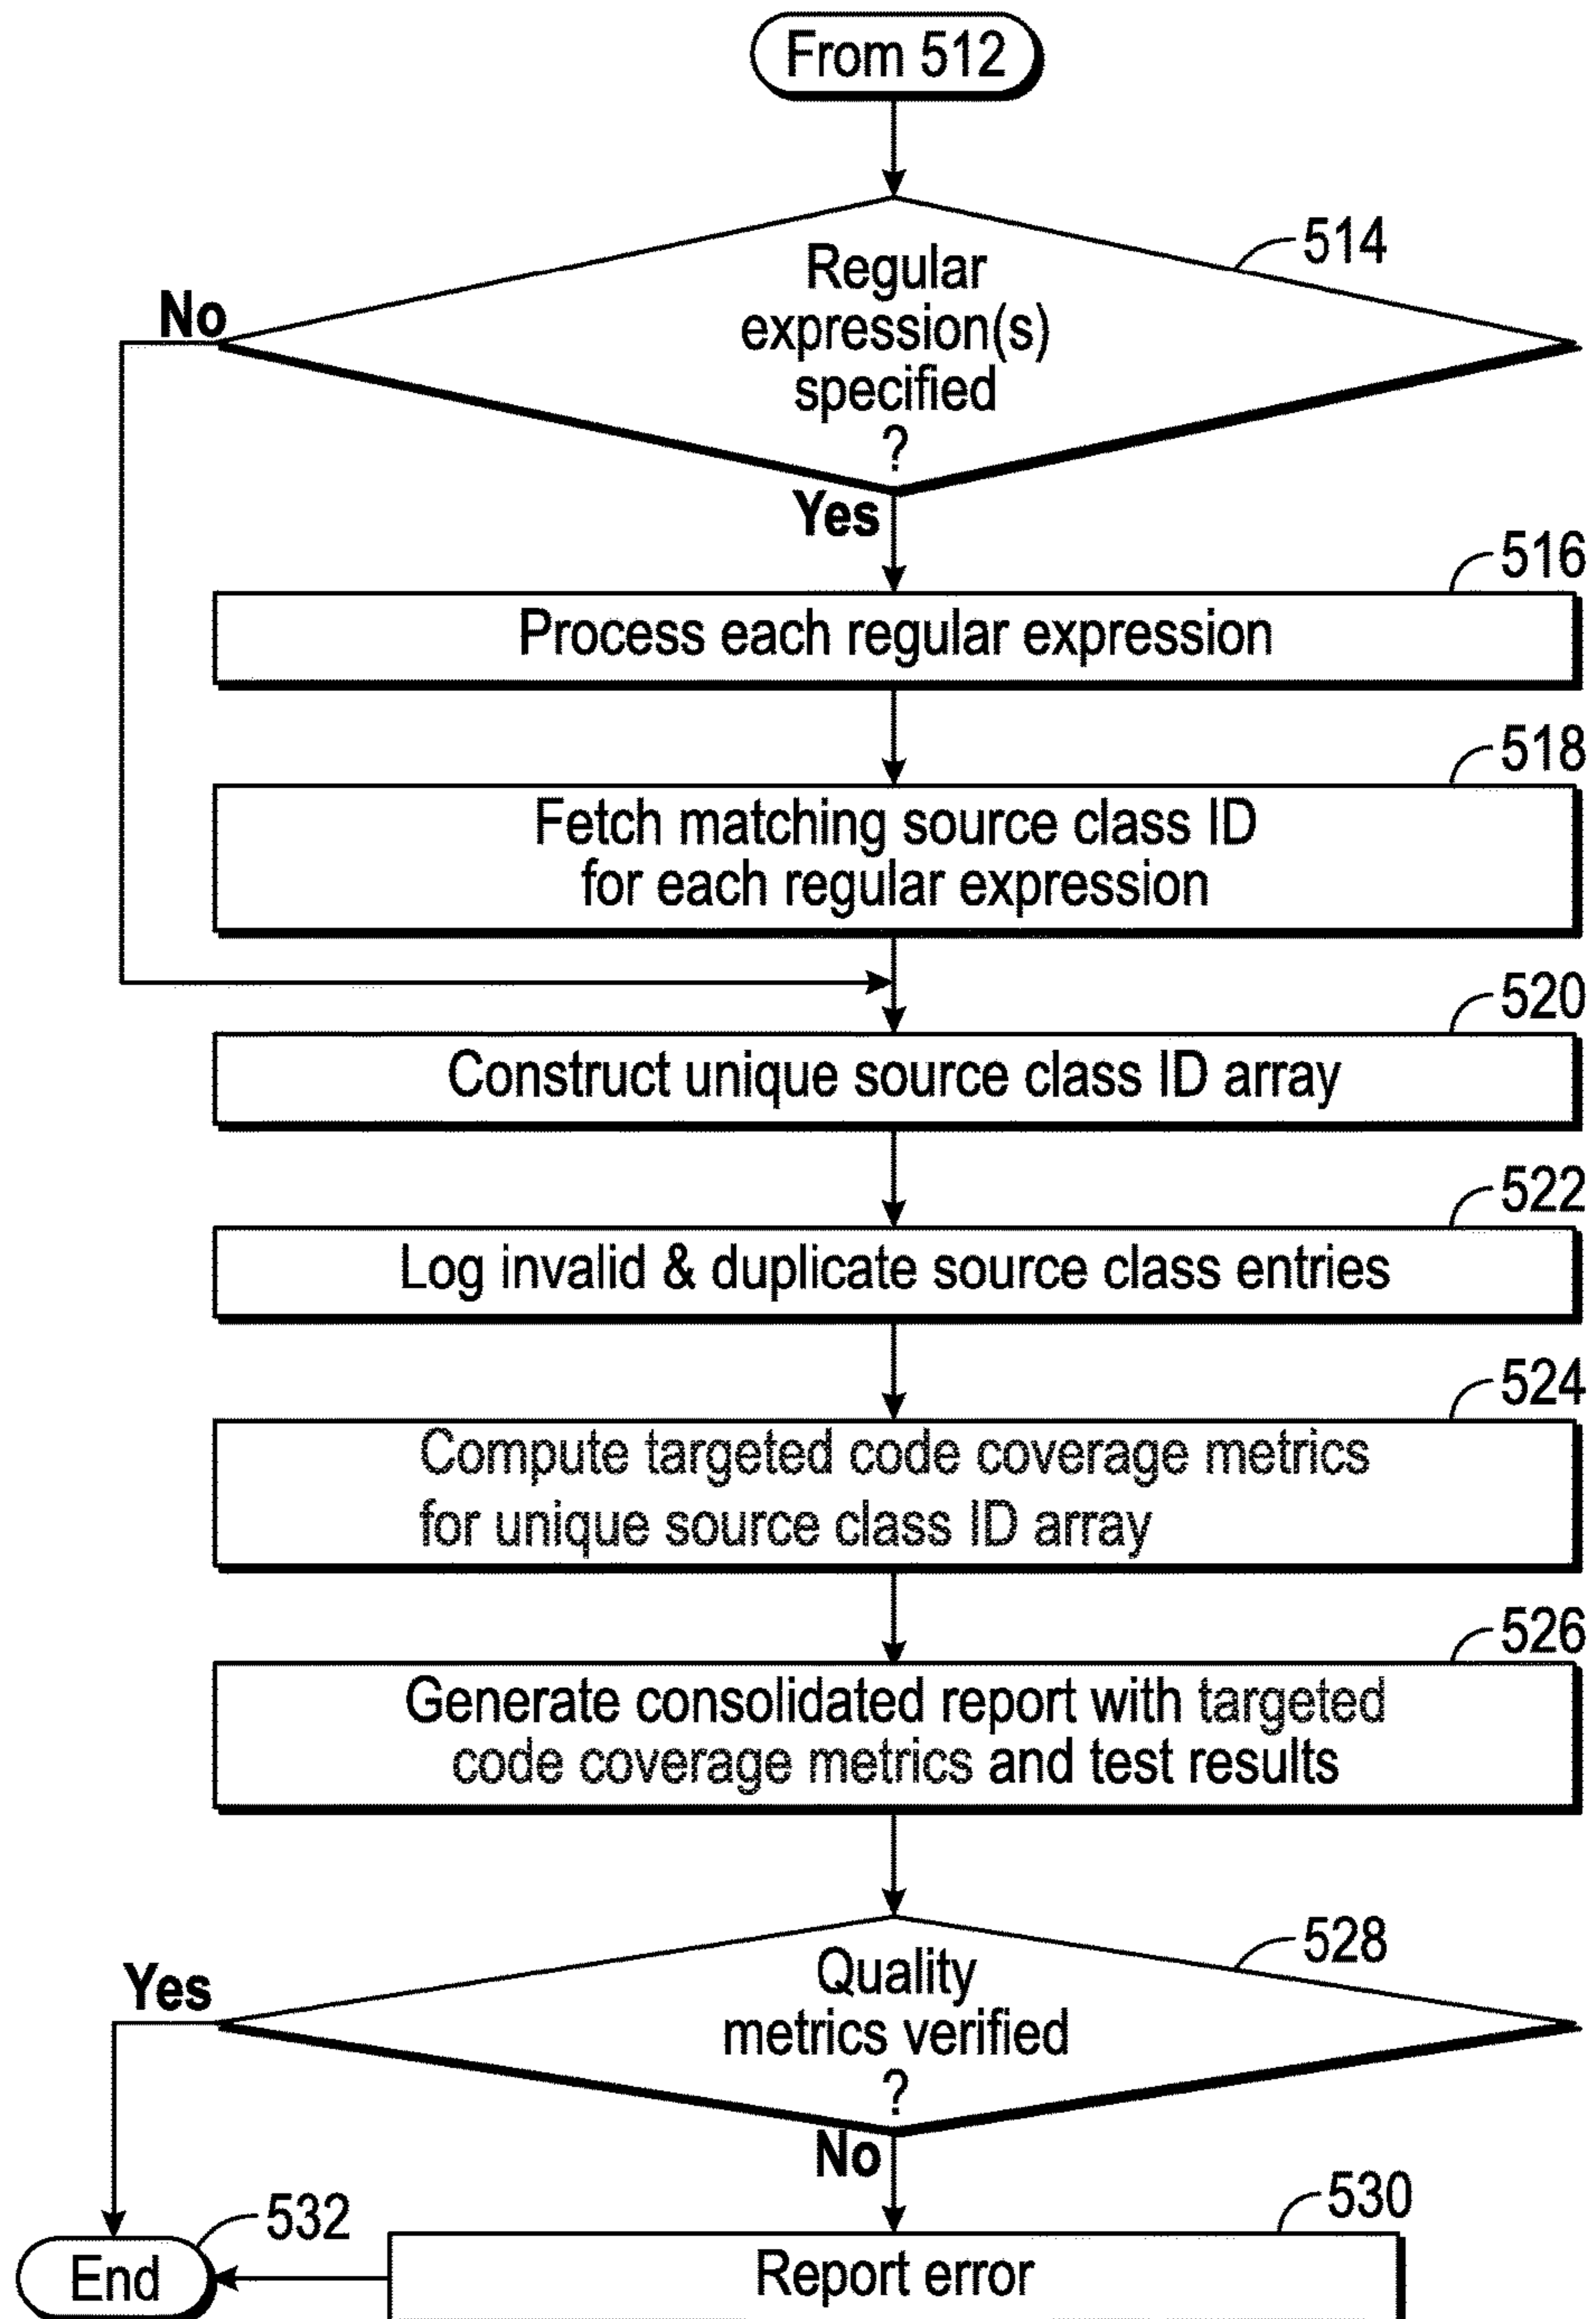 From 512
514
Regular
expression(s)
specified
?
No
Yes
516
Process each regular expression
518
Fetch matching source class ID
for each regular expression
520
Construct unique source class ID array
522
Log invalid & duplicate source class entries
524
Compute targeted code coverage metrics
for unique source class ID array
526
Generate consolidated report with targeted
code coverage metrics and test results
528
Quality
metrics verified
?
Yes
No
530
532
End
Report error